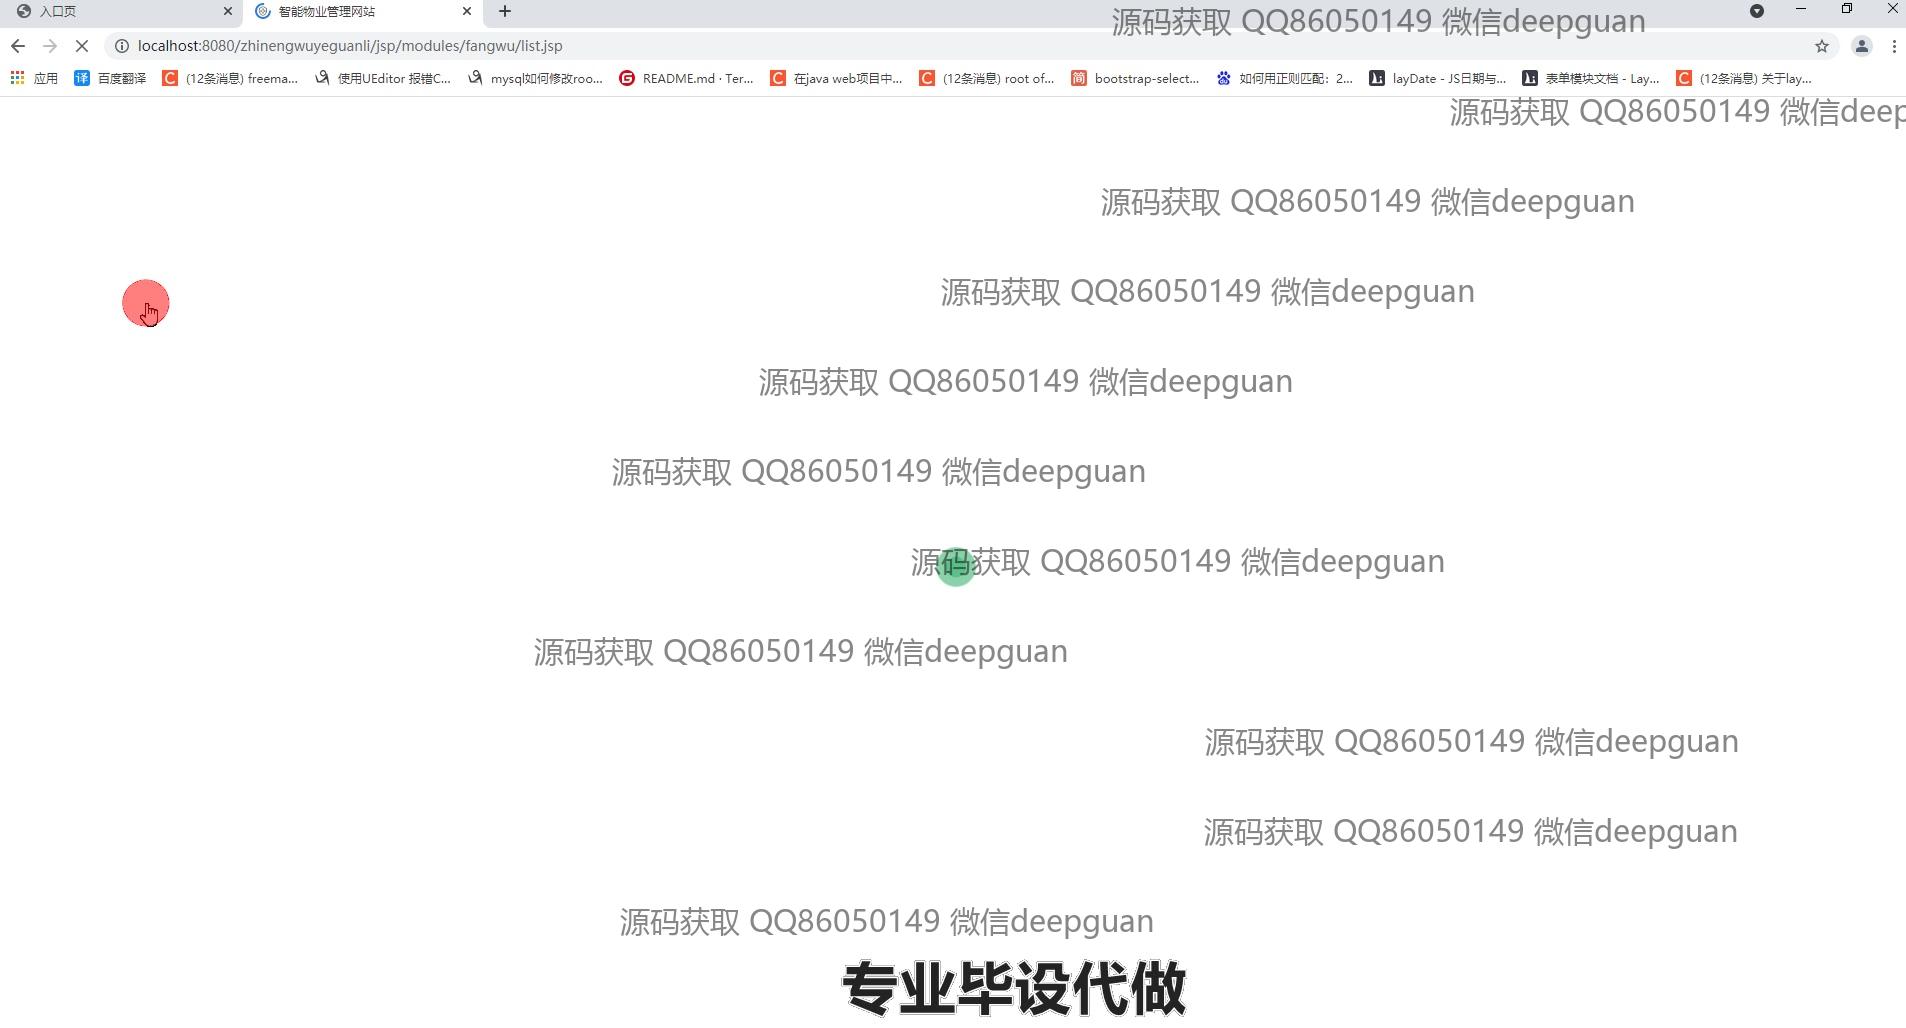 入口页
智能物业管理网站
源码获取 QQ86050149 微信deepguan
localhost:8080/zhinengwuyeguanli/jsp/modules/fangwu/list.jsp
应用
译 百度翻译
C (12条消息) freema...
使用UEditor 报错C...
mysql如何修改roo...
G README.md · Ter...
C 在java web项目中...
C (12条消息) root of...
简 bootstrap-select...
如何用正则匹配：2...
layDate - JS日期与...
表单模块文档 - Lay...
C (12条消息) 关于lay...
源码获取 QQ86050149 微信deep
源码获取 QQ86050149 微信deepguan
源码获取 QQ86050149 微信deepguan
源码获取 QQ86050149 微信deepguan
源码获取 QQ86050149 微信deepguan
源码获取 QQ86050149 微信deepguan
源码获取 QQ86050149 微信deepguan
源码获取 QQ86050149 微信deepguan
源码获取 QQ86050149 微信deepguan
源码获取 QQ86050149 微信deepguan
专业毕设代做